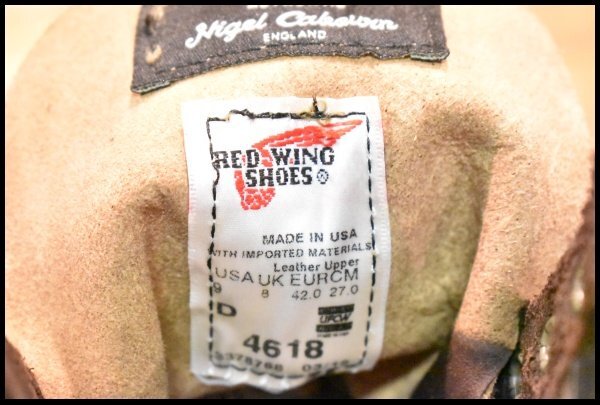 Nigel Cabourn
ENGLAND
RED WING
SHOES ®
MADE IN USA
WITH IMPORTED MATERIALS
Leather Upper
USA UK EUR CM
9 8 42.0 27.0
D
4618